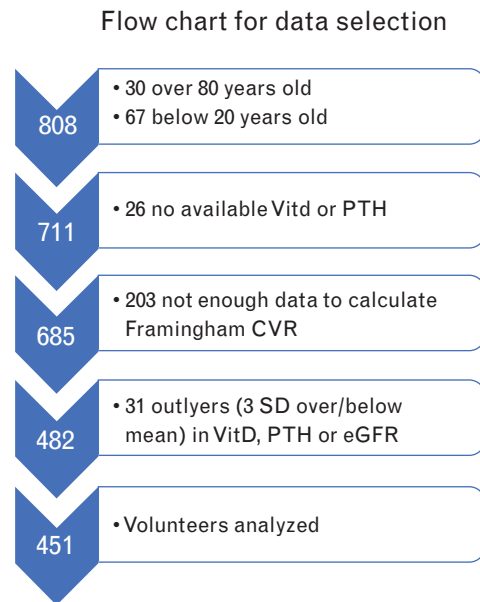 Flow chart for data selection
808
• 30 over 80 years old
• 67 below 20 years old
711
• 26 no available Vitd or PTH
685
• 203 not enough data to calculate
Framingham CVR
482
• 31 outlyers (3 SD over/below
mean) in VitD, PTH or eGFR
451
• Volunteers analyzed